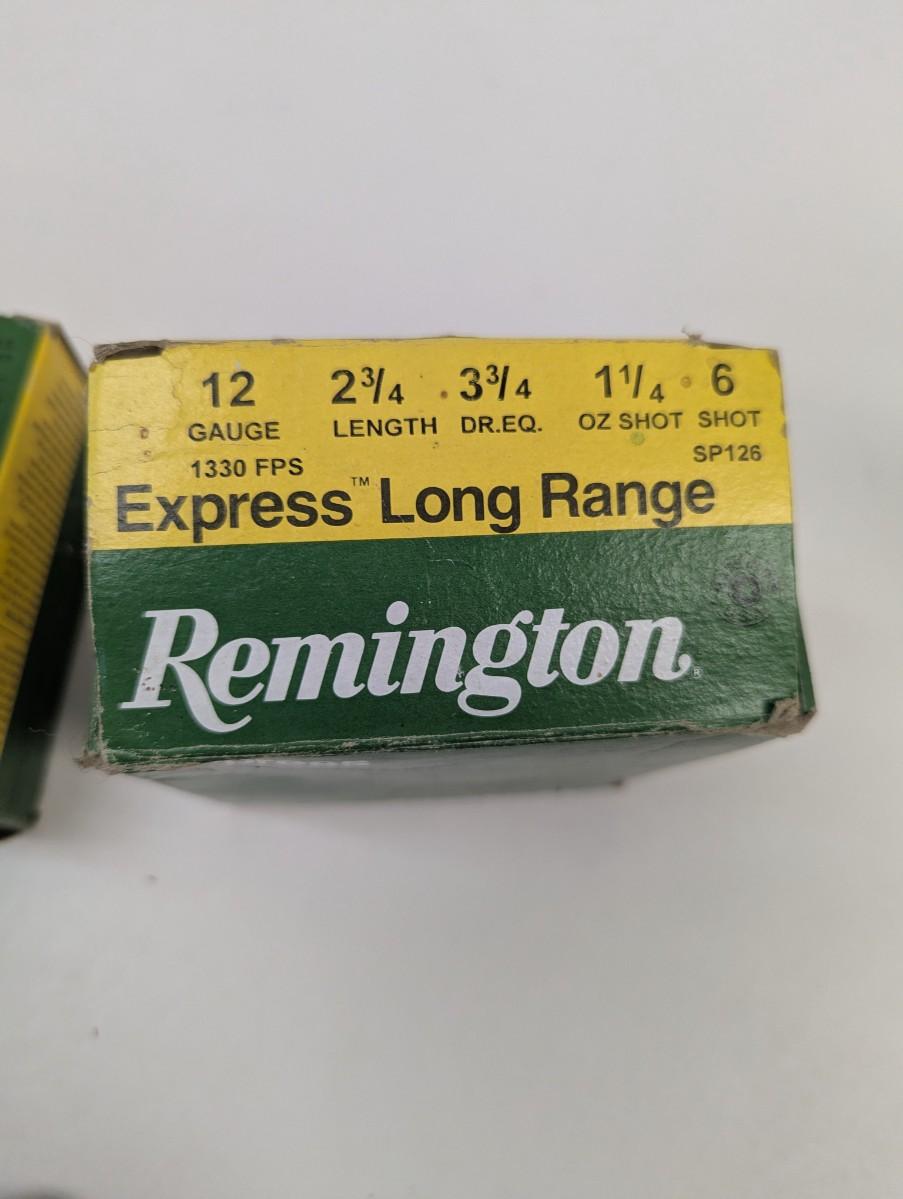 12 2¾ 3¾ 1¼ 6
GAUGE LENGTH DR.EQ. OZ SHOT SHOT
1330 FPS SP126
Express™ Long Range
Remington®